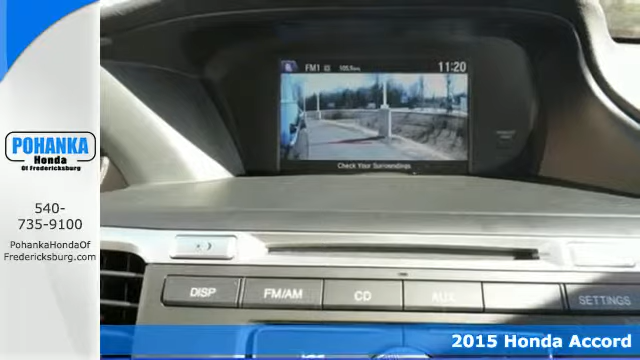 POHANKA
Honda
Of Fredericksburg
540-
735-9100
PohankaHondaOf
Fredericksburg.com
FM1
11:20
Check Your Surroundings
DISP
FM/AM
CD
AUX
SETTINGS
2015 Honda Accord